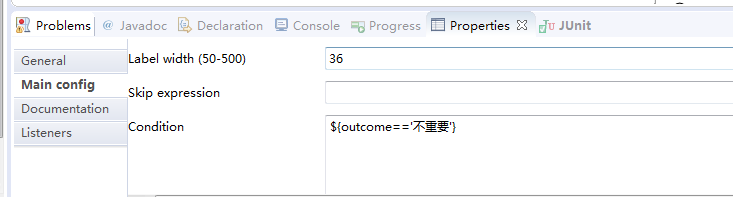 Problems @ Javadoc Declaration Console Progress Properties JUnit
General
Main config
Documentation
Listeners
Label width (50-500) 36
Skip expression
Condition ${outcome=='不重要'}